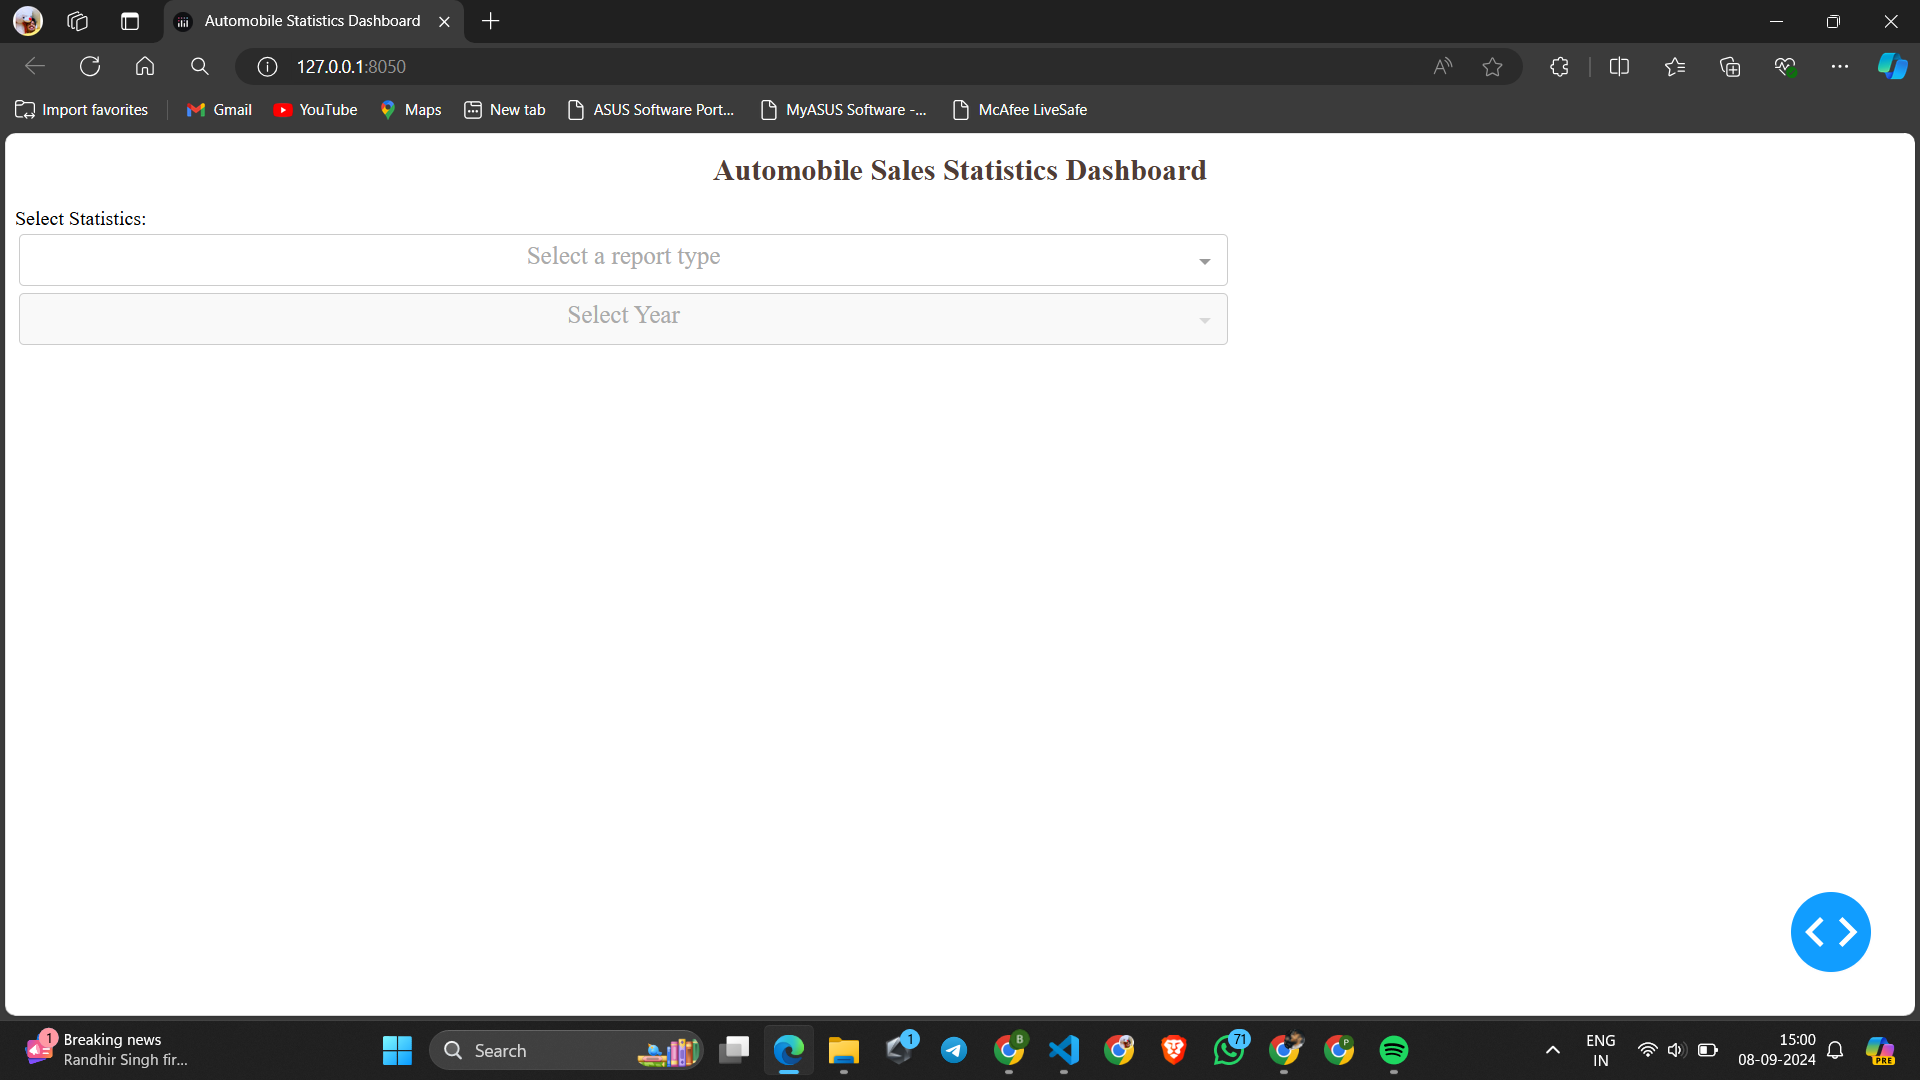 Automobile Statistics Dashboard
127.0.0.1:8050
Import favorites
Gmail
YouTube
Maps
New tab
ASUS Software Port...
MyASUS Software -...
McAfee LiveSafe
Automobile Sales Statistics Dashboard
Select Statistics:
Select a report type
Select Year
1
Breaking news
Randhir Singh fir...
Search
1
B
71
P
ENG
IN
15:00
08-09-2024
PRE